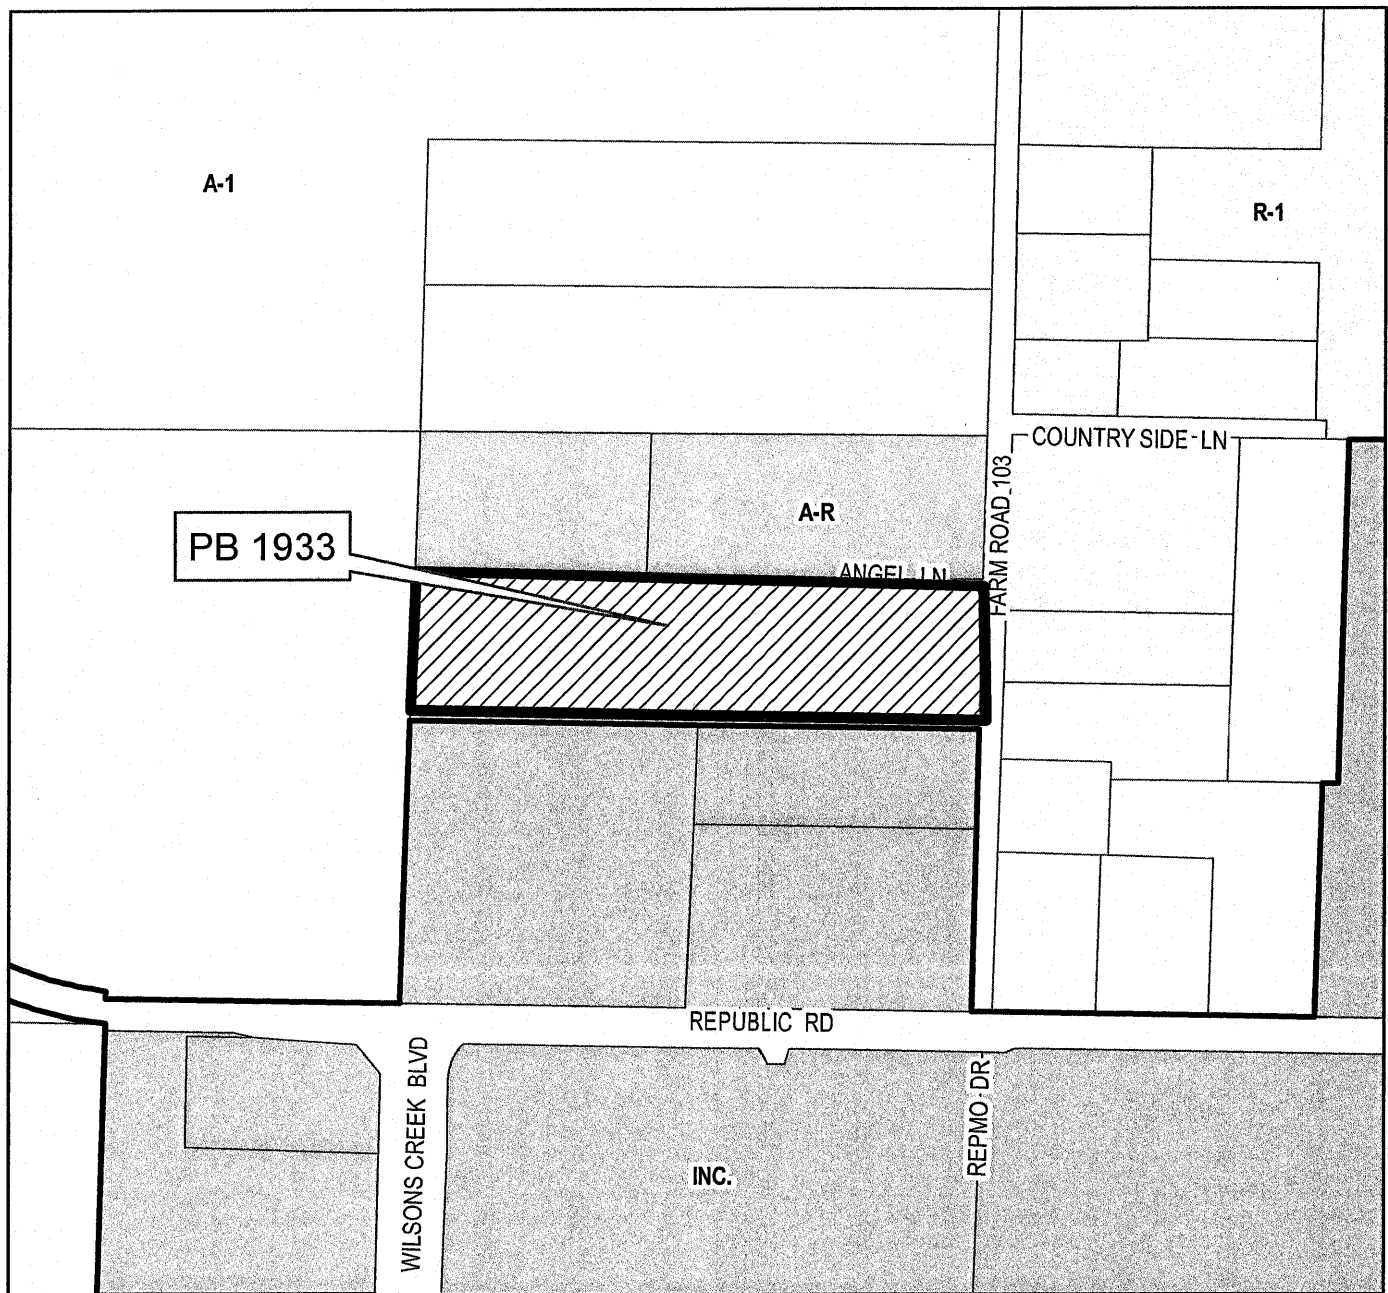 A-1
R-1
COUNTRY SIDE LN
FARM ROAD 103
A-R
PB 1933
ANGEL LN
REPUBLIC RD
WILSONS CREEK BLVD
REPMO DR
INC.